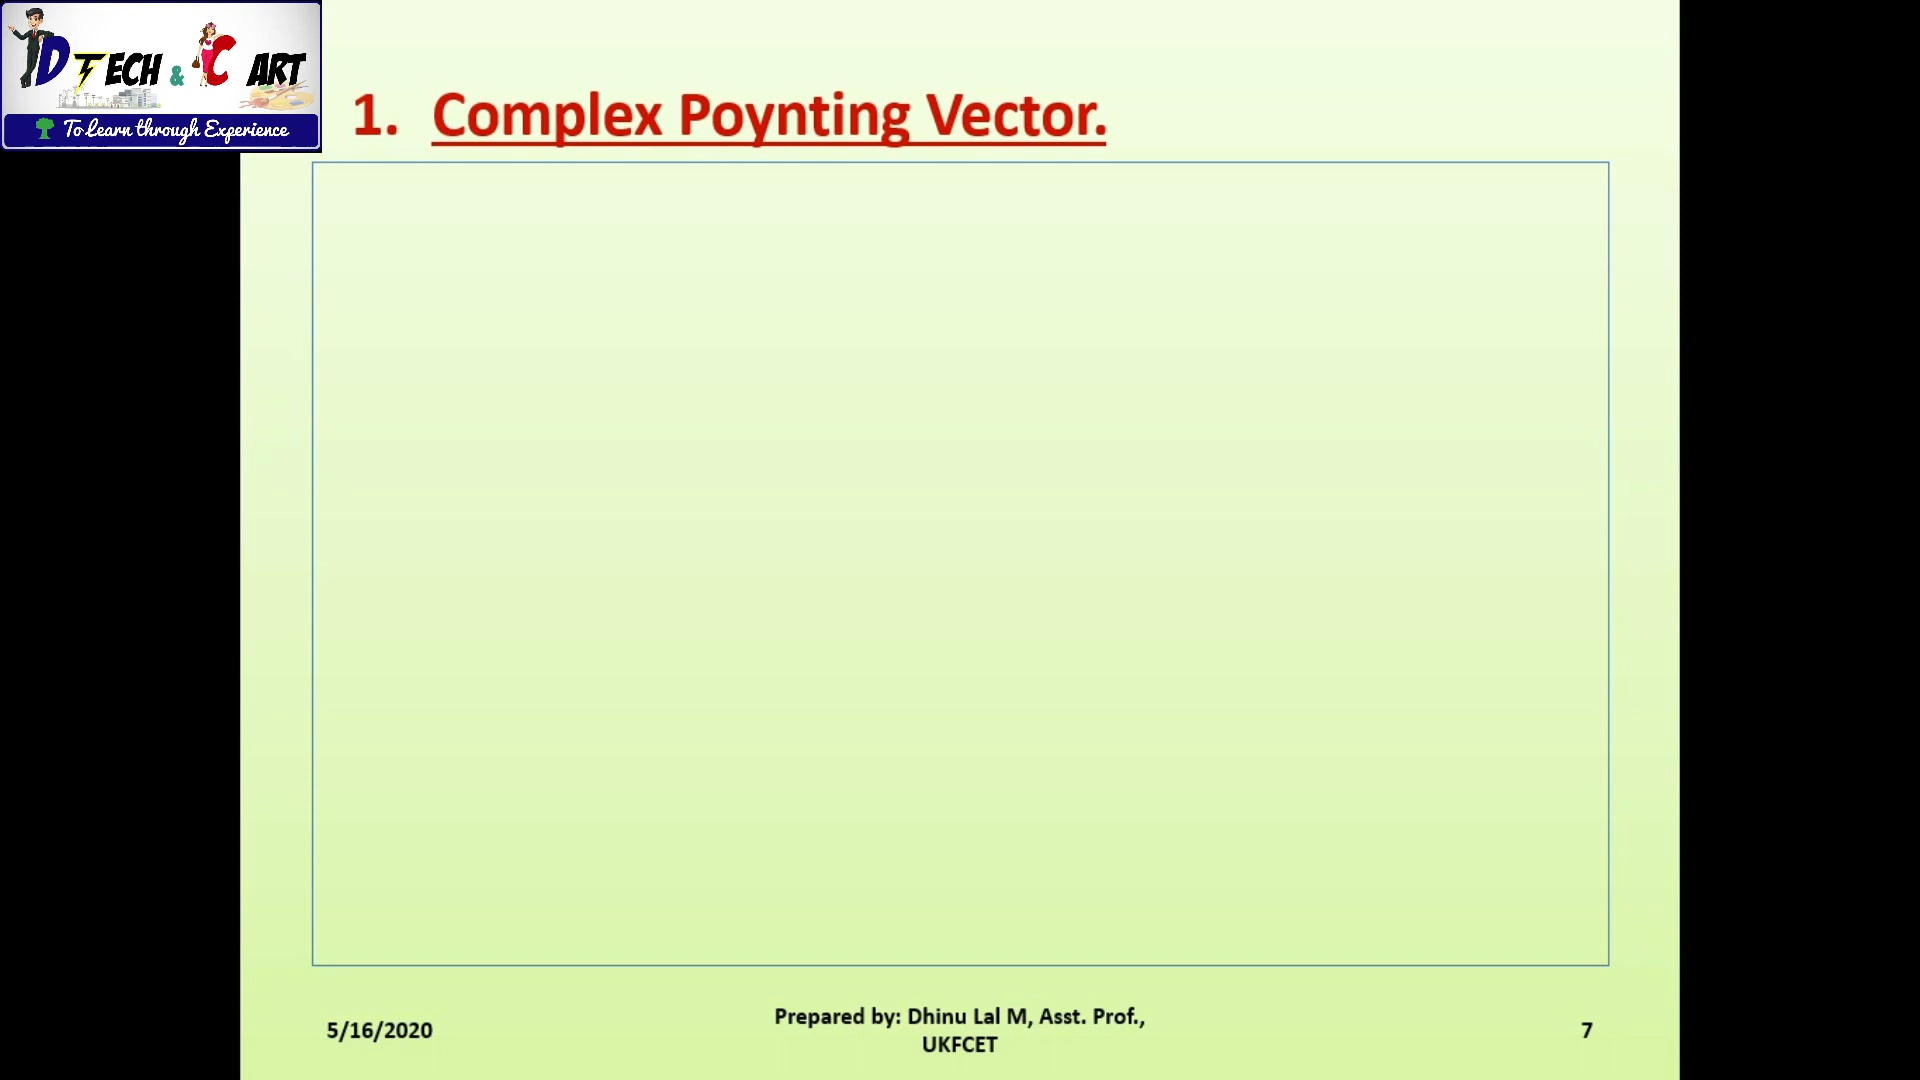 D TECH & C ART
To Learn through Experience
1. Complex Poynting Vector.
5/16/2020
Prepared by: Dhinu Lal M, Asst. Prof.,
UKFCET
7